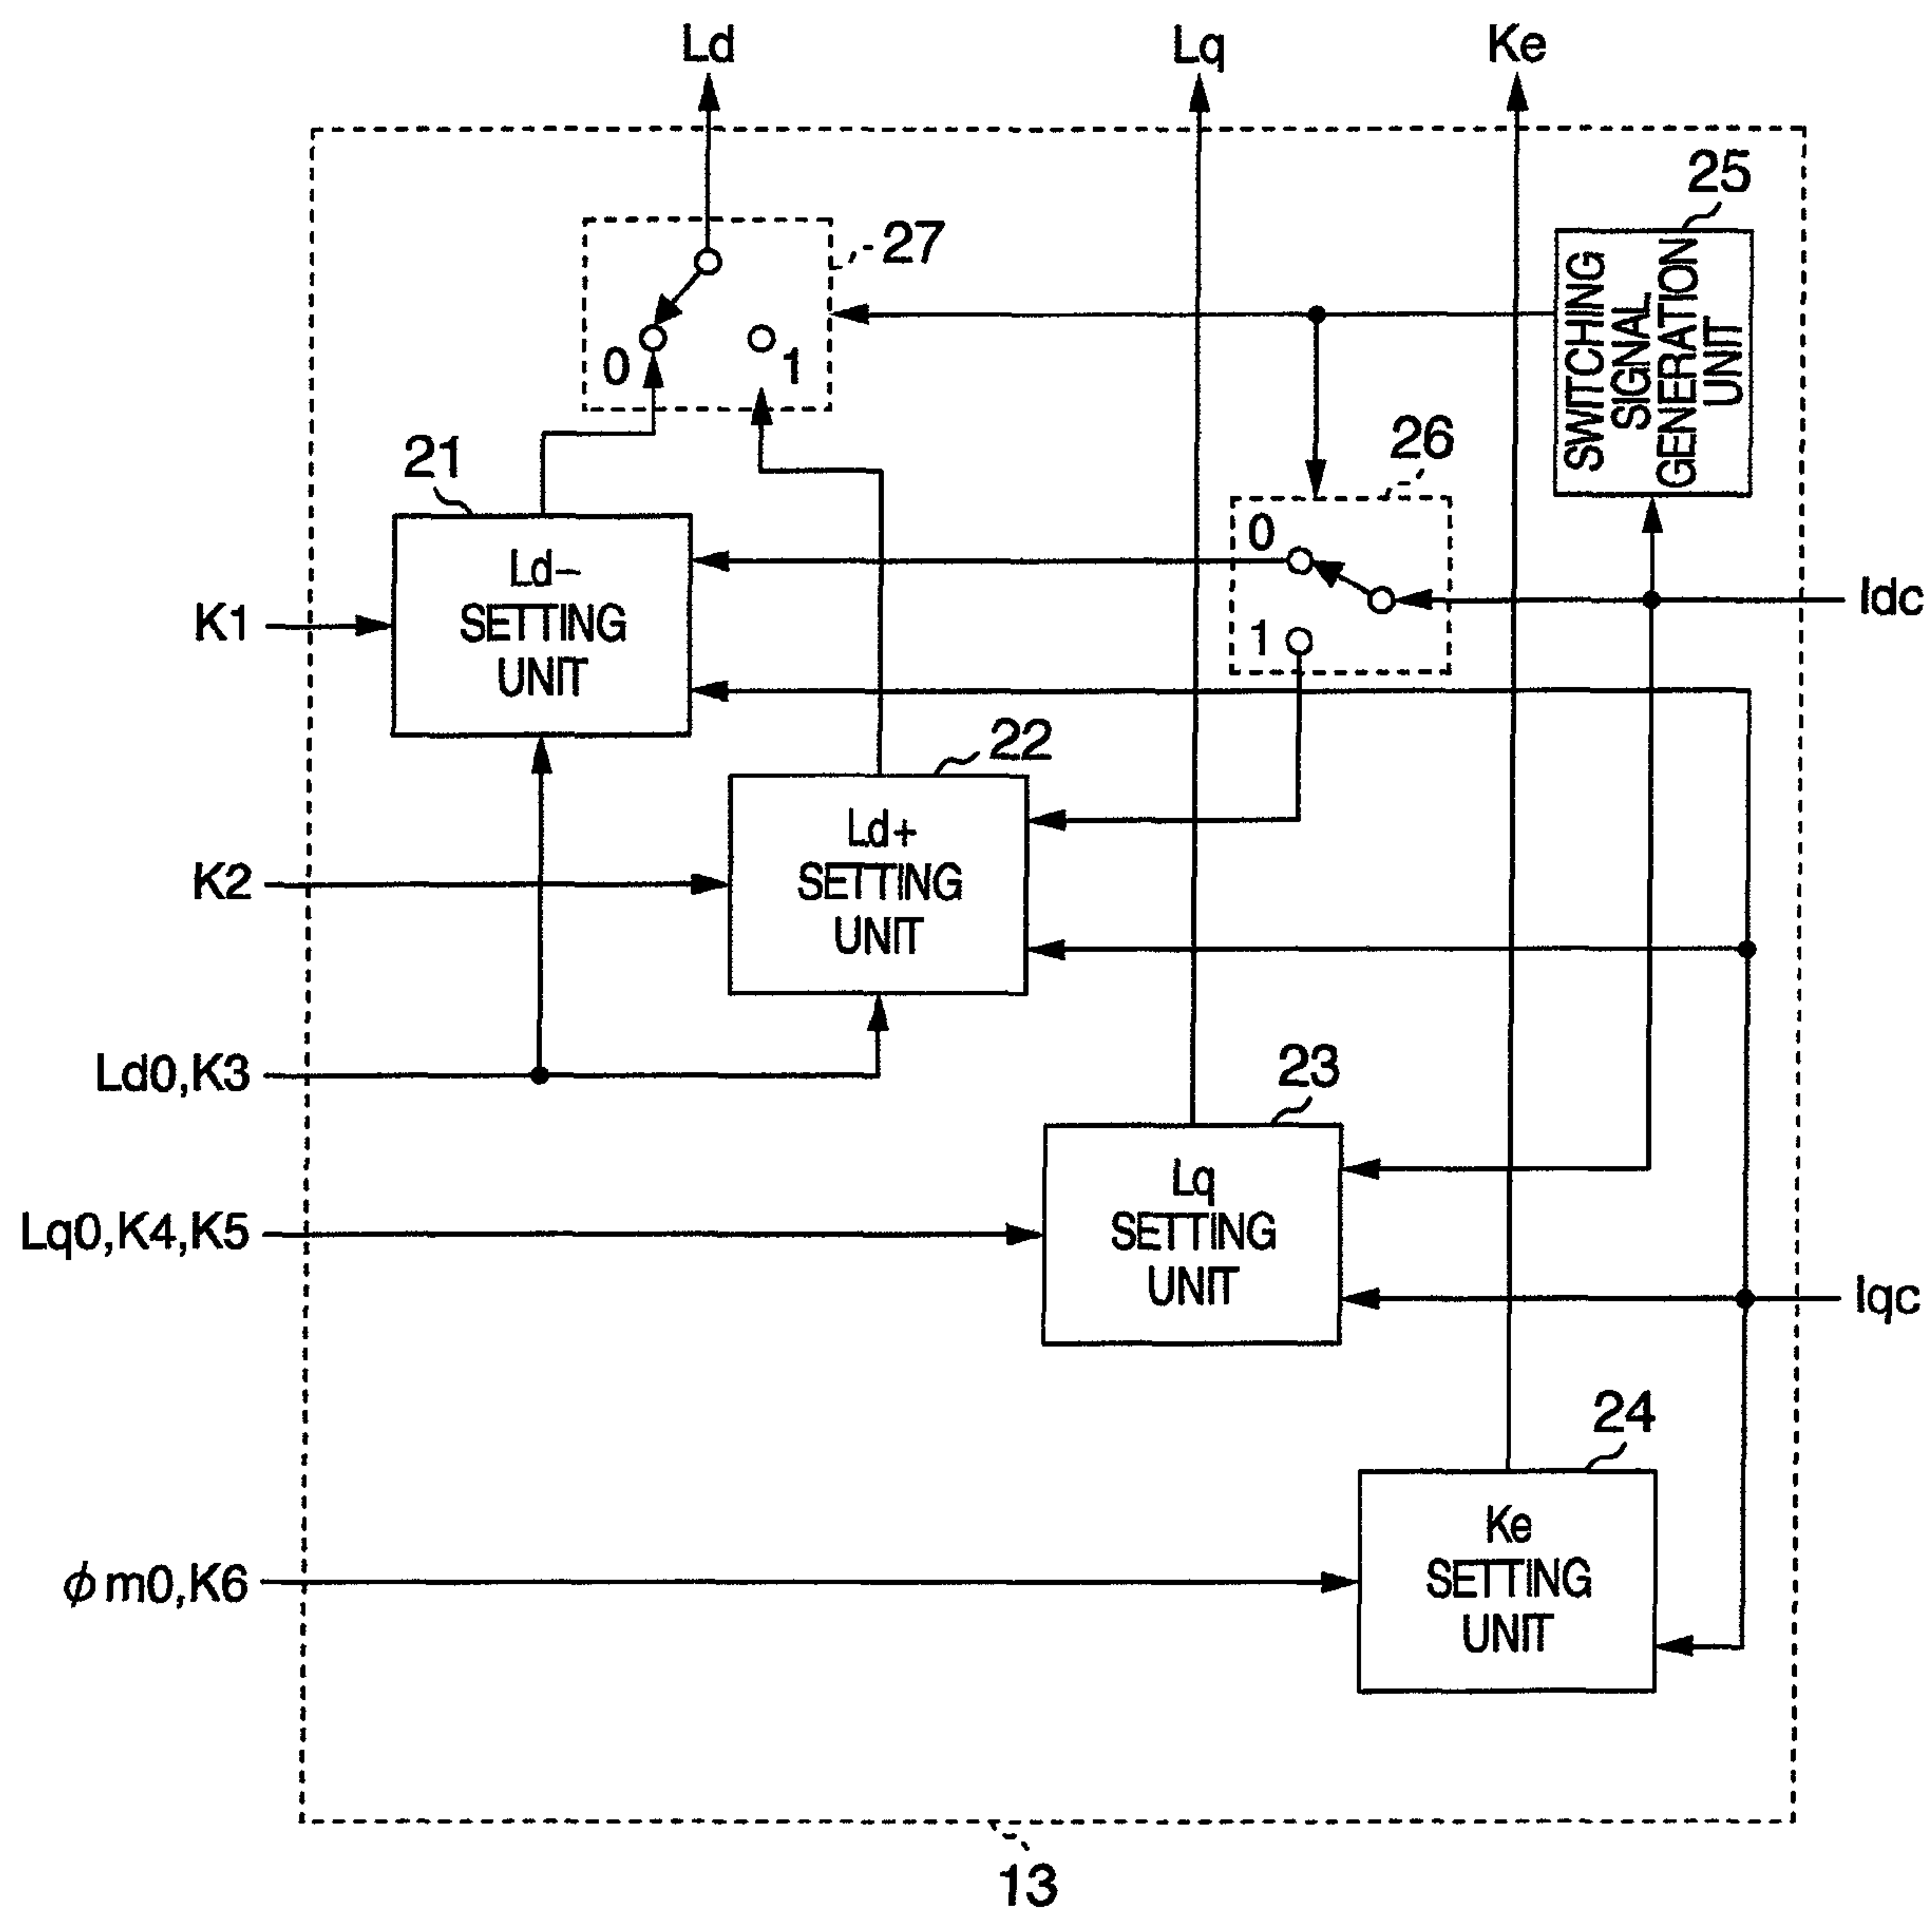 Ld
Lq
Ke
25
27
SWITCHING
SIGNAL
GENERATION
UNIT
0
1
26
21
0
Ld−
SETTING
UNIT
Idc
K1
1
22
Ld+
SETTING
UNIT
K2
23
Ld0,K3
Lq
SETTING
UNIT
Lq0,K4,K5
Iqc
24
Ke
SETTING
UNIT
ϕm0,K6
13